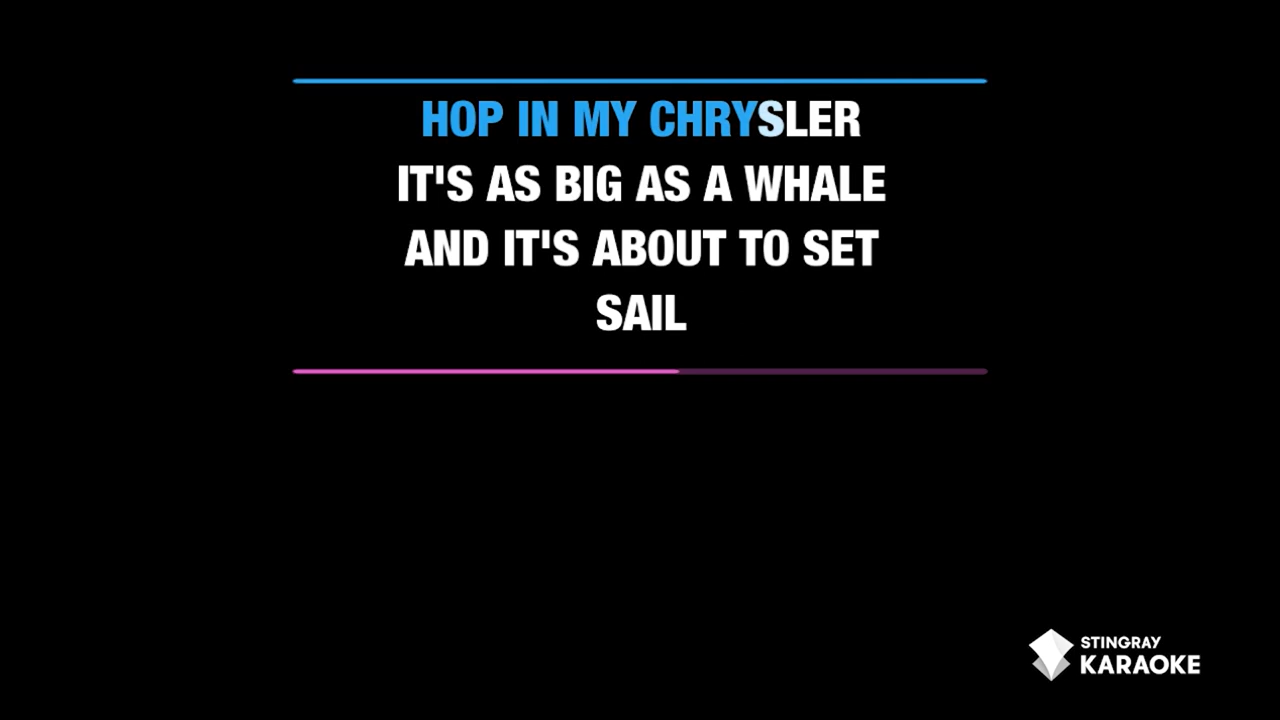 HOP IN MY CHRYSLER
IT'S AS BIG AS A WHALE
AND IT'S ABOUT TO SET
SAIL
STINGRAY
KARAOKE